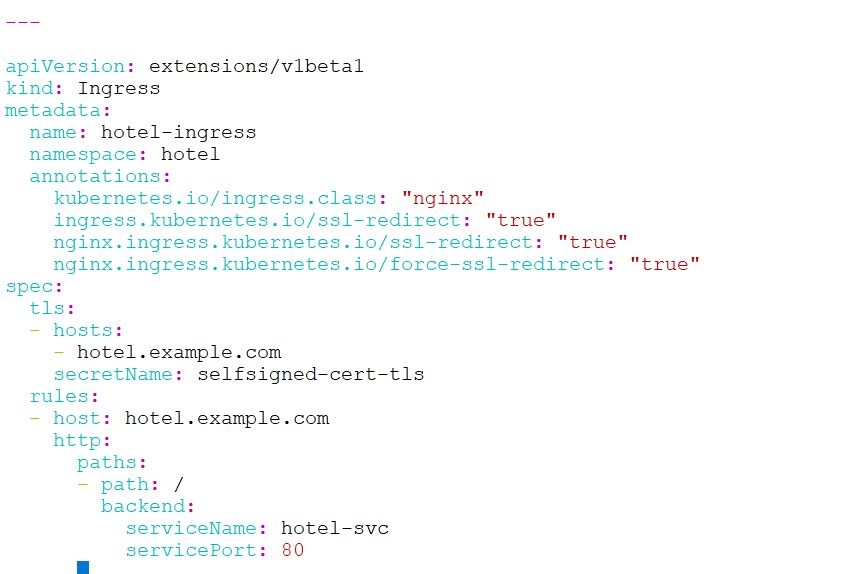 ---
apiVersion: extensions/v1beta1
kind: Ingress
metadata:
  name: hotel-ingress
  namespace: hotel
  annotations:
    kubernetes.io/ingress.class: "nginx"
    ingress.kubernetes.io/ssl-redirect: "true"
    nginx.ingress.kubernetes.io/ssl-redirect: "true"
    nginx.ingress.kubernetes.io/force-ssl-redirect: "true"
spec:
  tls:
  - hosts:
    - hotel.example.com
    secretName: selfsigned-cert-tls
  rules:
  - host: hotel.example.com
    http:
      paths:
      - path: /
        backend:
          serviceName: hotel-svc
          servicePort: 80